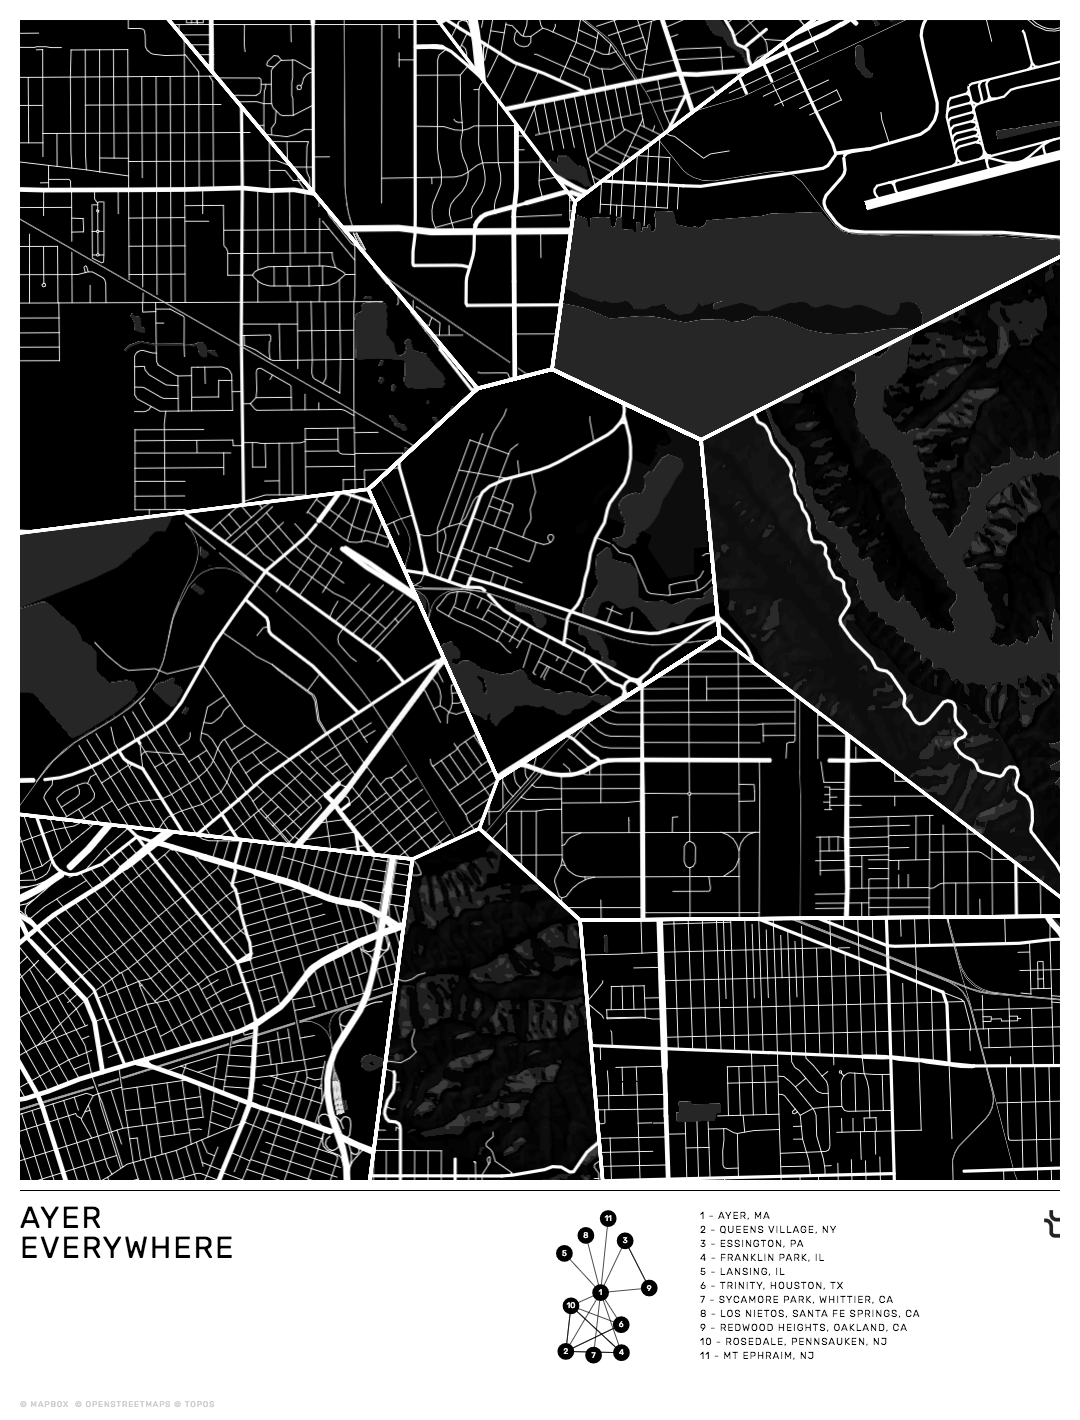 AYER
EVERYWHERE
11
8
3
5
9
1
10
6
2
7
4
1 - AYER, MA
2 - QUEENS VILLAGE, NY
3 - ESSINGTON, PA
4 - FRANKLIN PARK, IL
5 - LANSING, IL
6 - TRINITY, HOUSTON, TX
7 - SYCAMORE PARK, WHITTIER, CA
8 - LOS NIETOS, SANTA FE SPRINGS, CA
9 - REDWOOD HEIGHTS, OAKLAND, CA
10 - ROSEDALE, PENNSAUKEN, NJ
11 - MT EPHRAIM, NJ
t
© MAPBOX © OPENSTREETMAPS © TOPOS